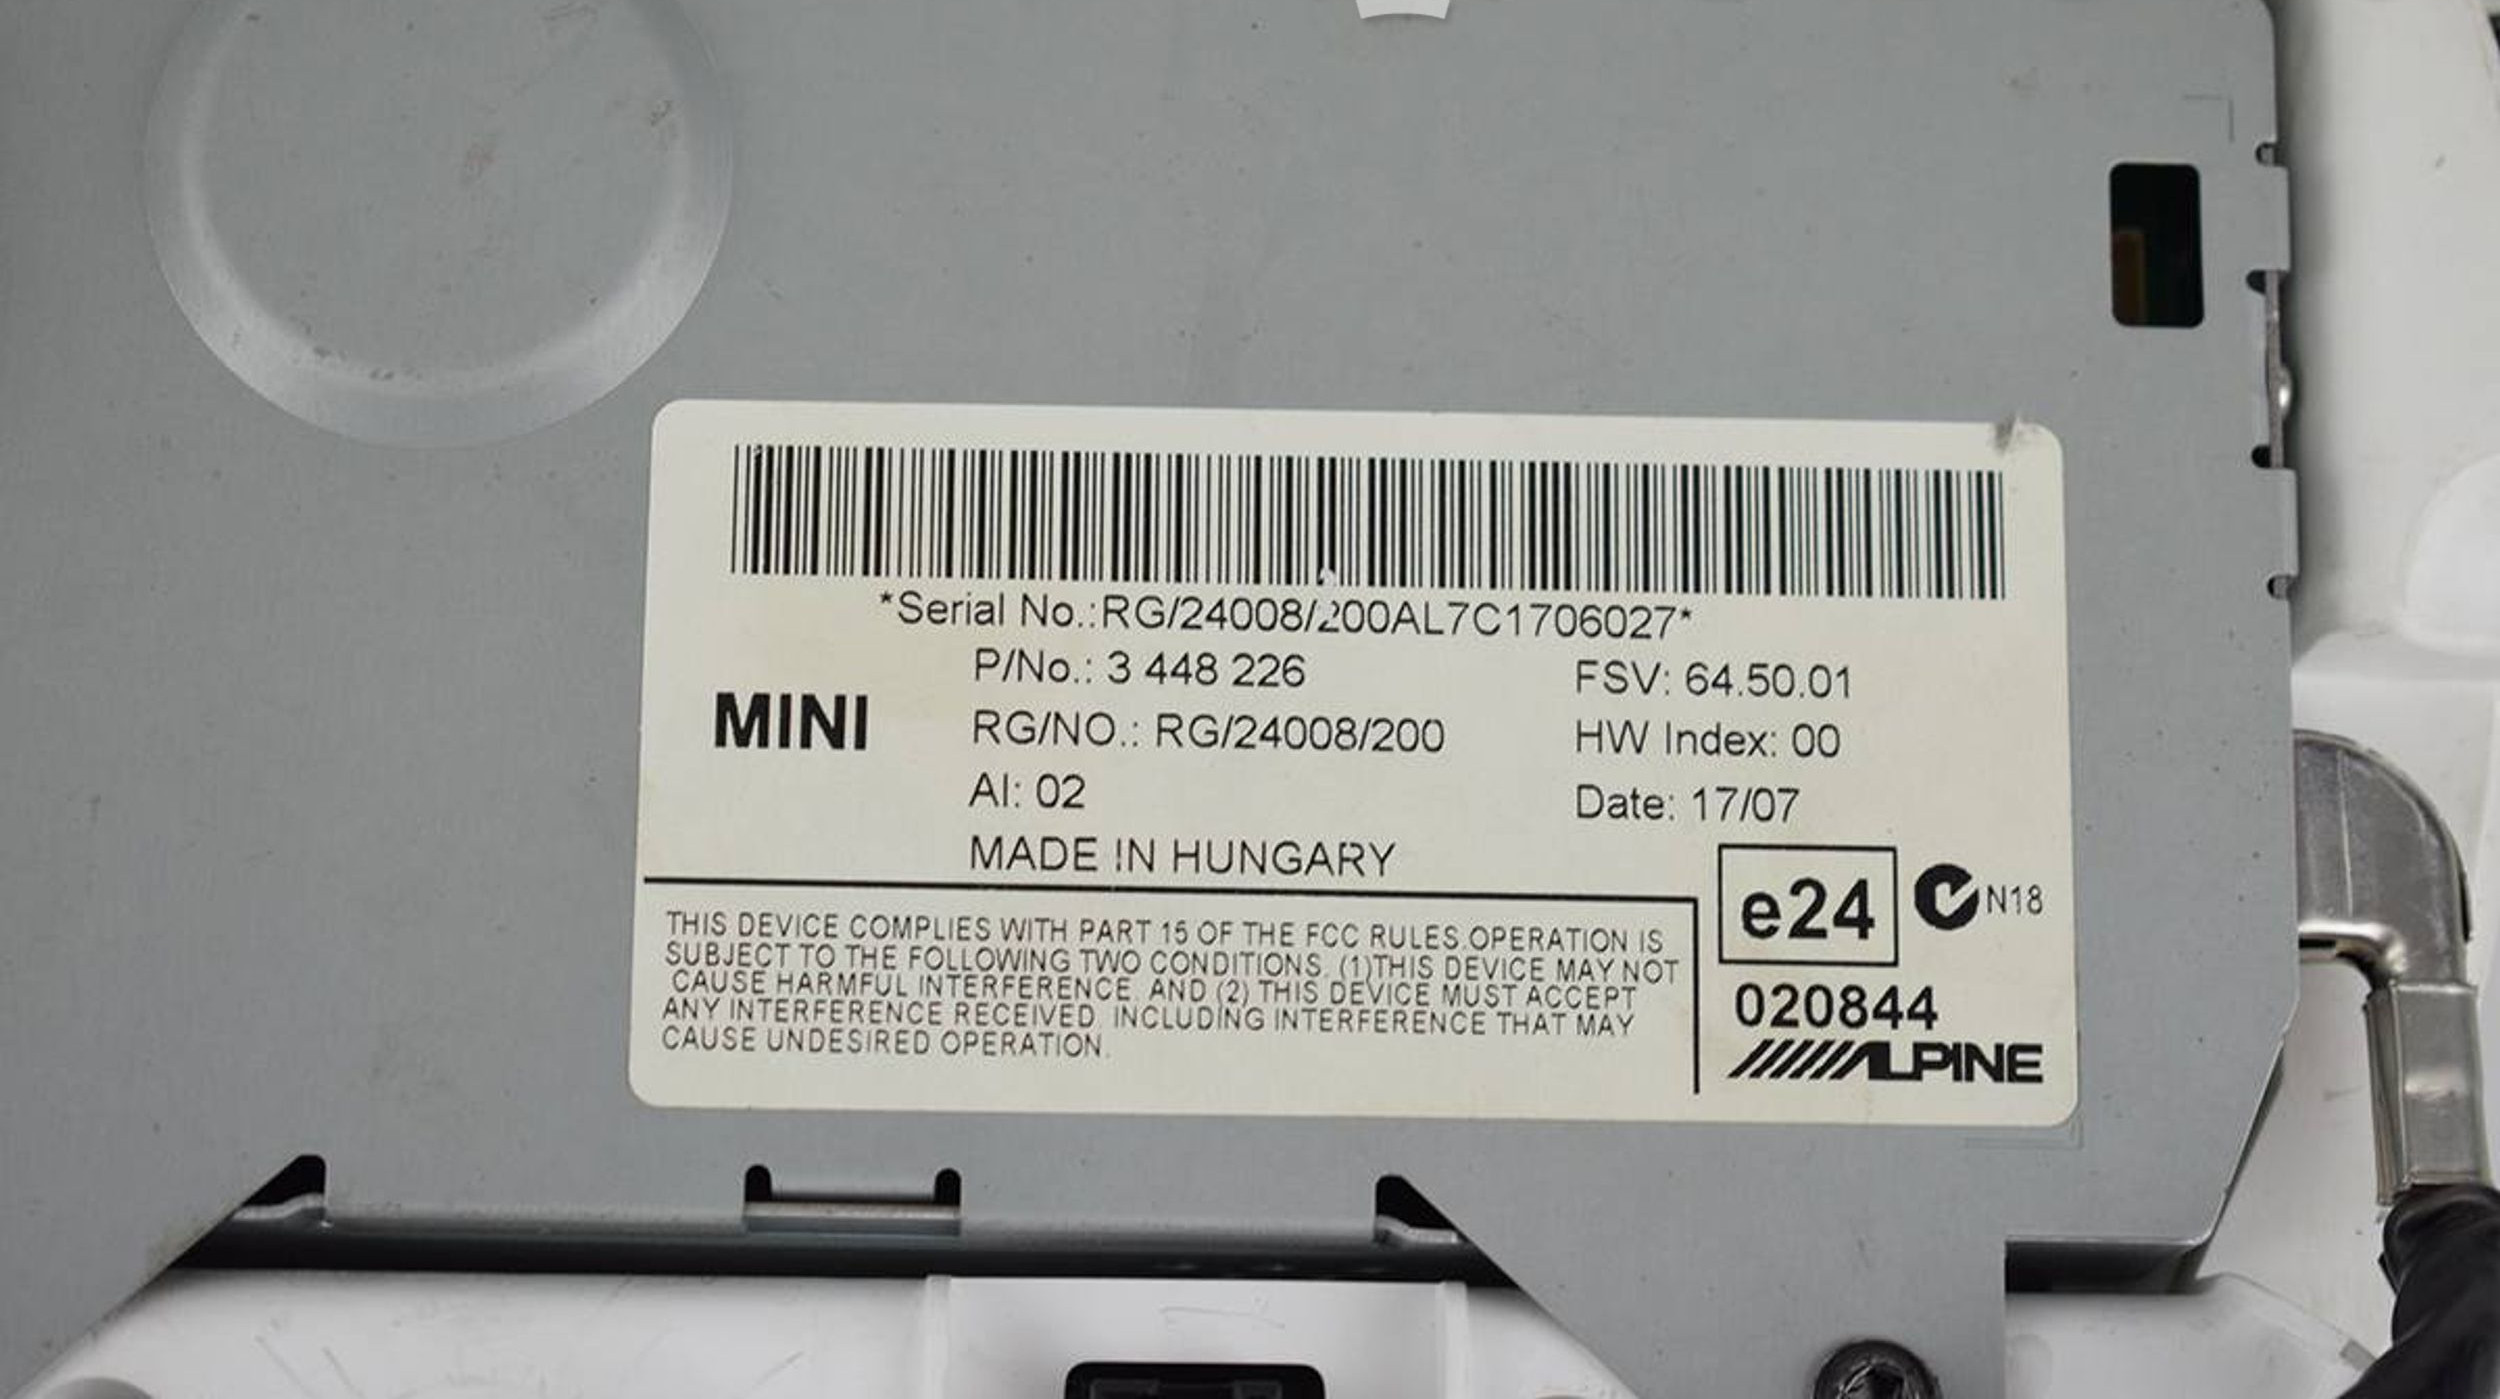 *Serial No.:RG/24008/200AL7C1706027*
P/No.: 3 448 226
FSV: 64.50.01
MINI
RG/NO.: RG/24008/200
HW Index: 00
AI: 02
Date: 17/07
MADE IN HUNGARY
e24
N18
THIS DEVICE COMPLIES WITH PART 15 OF THE FCC RULES.OPERATION IS
SUBJECT TO THE FOLLOWING TWO CONDITIONS. (1)THIS DEVICE MAY NOT
CAUSE HARMFUL INTERFERENCE. AND (2) THIS DEVICE MUST ACCEPT
ANY INTERFERENCE RECEIVED INCLUDING INTERFERENCE THAT MAY
CAUSE UNDESIRED OPERATION.
020844
ALPINE